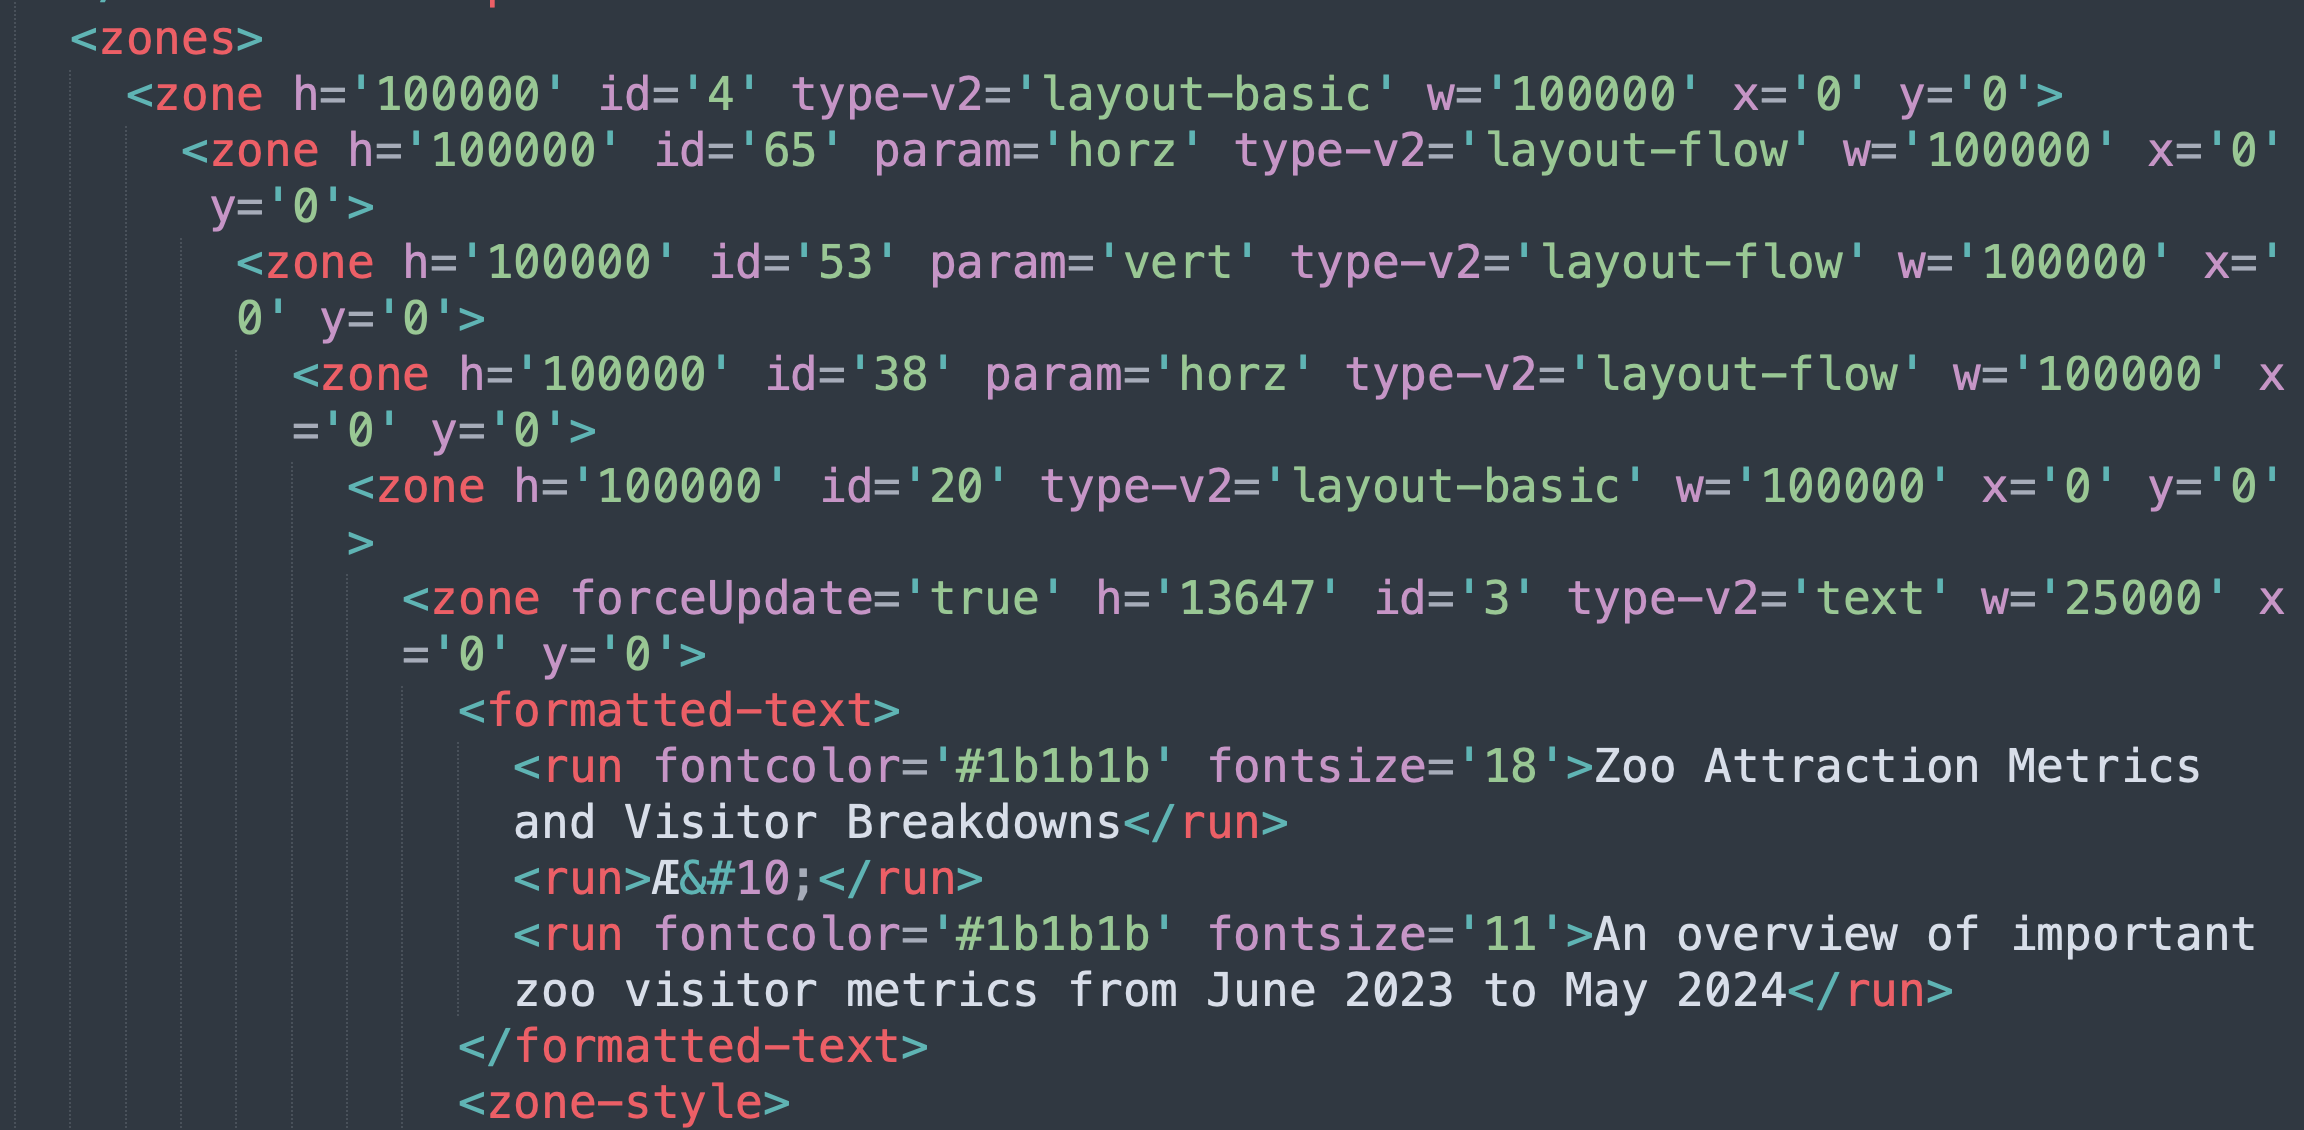 <zones>
<zone h='100000' id='4' type-v2='layout-basic' w='100000' x='0' y='0'>
<zone h='100000' id='65' param='horz' type-v2='layout-flow' w='100000' x='0'
y='0'>
<zone h='100000' id='53' param='vert' type-v2='layout-flow' w='100000' x='
0' y='0'>
<zone h='100000' id='38' param='horz' type-v2='layout-flow' w='100000' x
='0' y='0'>
<zone h='100000' id='20' type-v2='layout-basic' w='100000' x='0' y='0'
>
<zone forceUpdate='true' h='13647' id='3' type-v2='text' w='25000' x
='0' y='0'>
<formatted-text>
<run fontcolor='#1b1b1b' fontsize='18'>Zoo Attraction Metrics
and Visitor Breakdowns</run>
<run>Æ&#10;</run>
<run fontcolor='#1b1b1b' fontsize='11'>An overview of important
zoo visitor metrics from June 2023 to May 2024</run>
</formatted-text>
<zone-style>